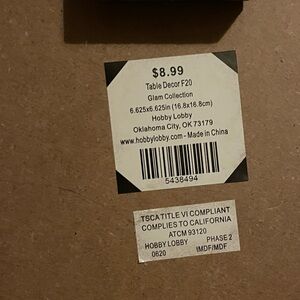 $8.99
Table Decor F20
Glam Collection
6.625x6.625in (16.8x16.8cm)
Hobby Lobby
Oklahoma City, OK 73179
www.hobbylobby.com - Made in China
5438494
TSCA TITLE VI COMPLIANT
COMPLIES TO CALIFORNIA
ATCM 93120
HOBBY LOBBY PHASE 2
0620 IMDF/MDF